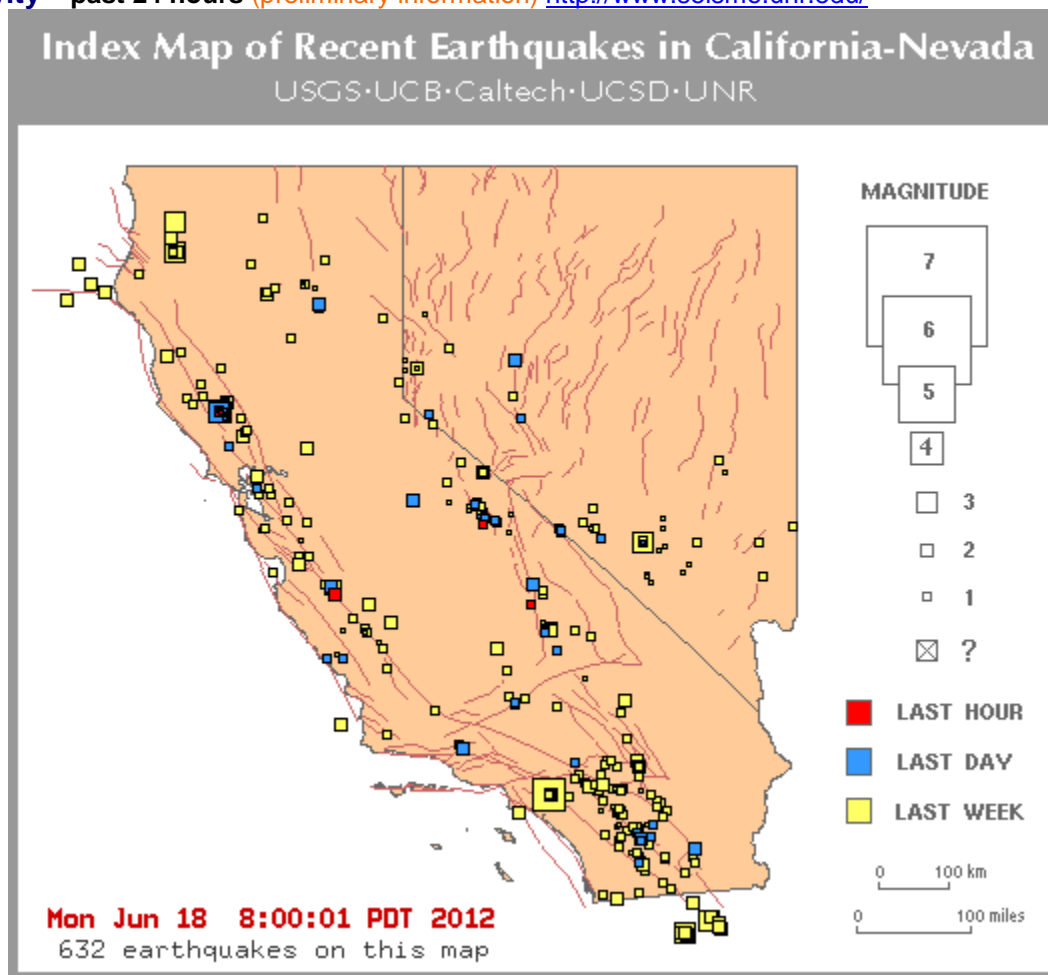 past 24 hours (preliminary information) http://www.seismo.unr.edu/
Index Map of Recent Earthquakes in California-Nevada
USGS·UCB·Caltech·UCSD·UNR
MAGNITUDE
7
6
5
4
3
2
1
?
LAST HOUR
LAST DAY
LAST WEEK
0 100 km
0 100 miles
Mon Jun 18 8:00:01 PDT 2012
632 earthquakes on this map